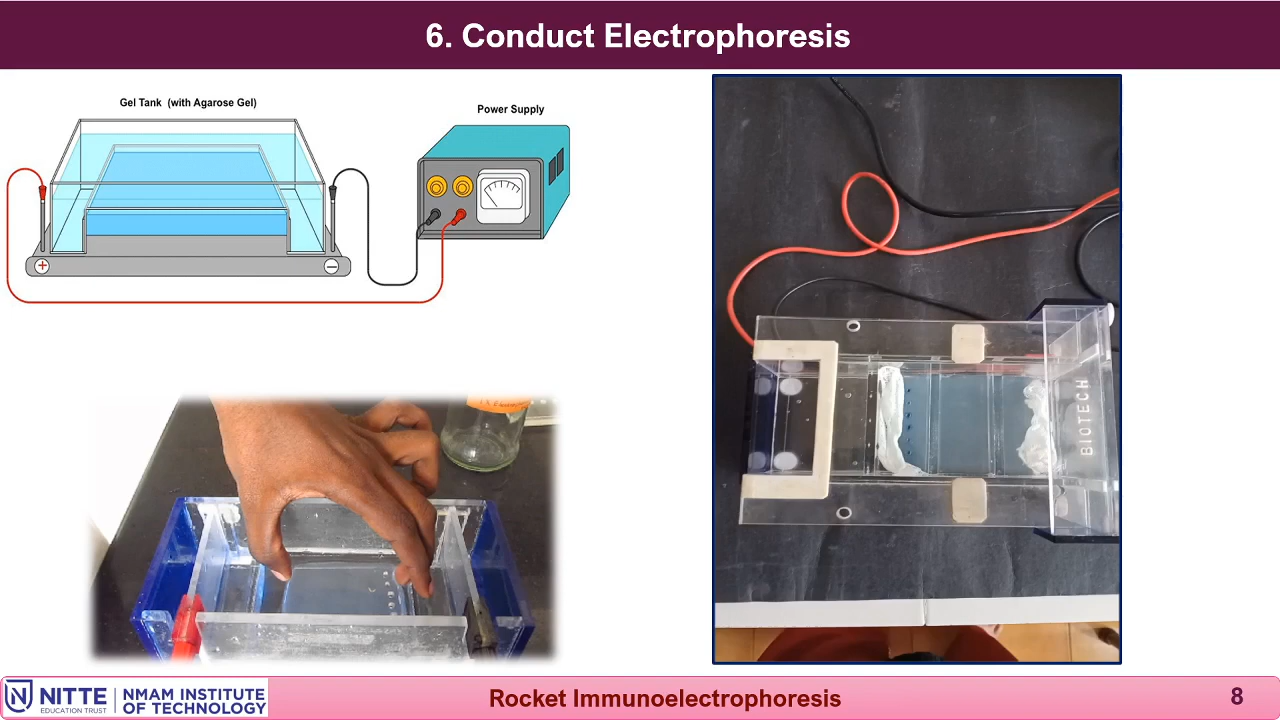 6. Conduct Electrophoresis
Gel Tank (with Agarose Gel)
Power Supply
+
−
BIOTECH
NITTE
EDUCATION TRUST
NMAM INSTITUTE
OF TECHNOLOGY
Rocket Immunoelectrophoresis
8